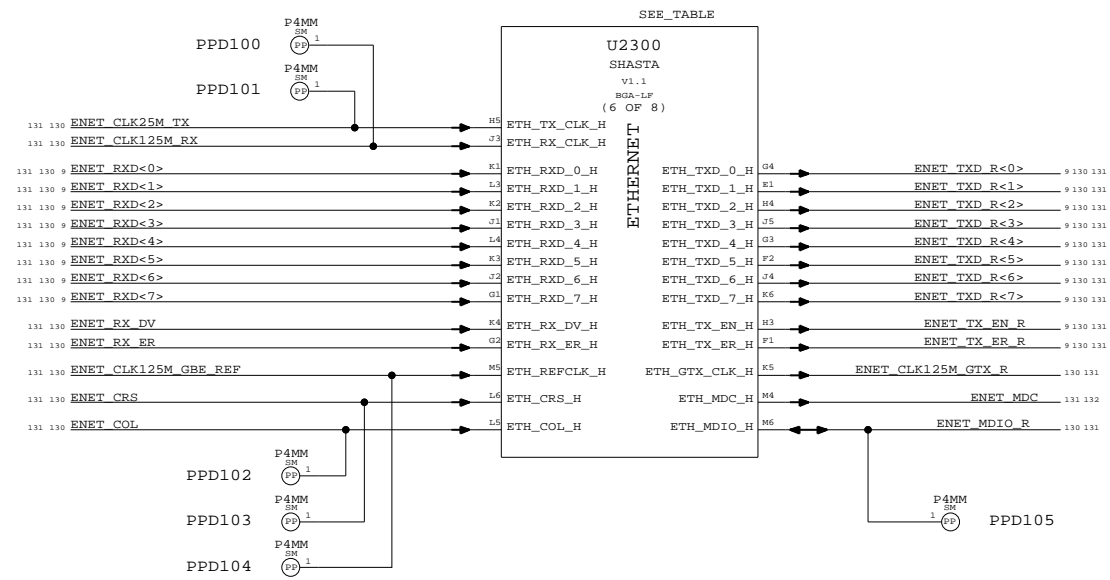 SEE_TABLE
P4MM
SM
PPD100 PP 1
P4MM
SM
PPD101 PP 1
U2300
SHASTA
V1.1
BGA-LF
(6 OF 8)
ETHERNET
131 130 ENET_CLK25M_TX H5 ETH_TX_CLK_H
131 130 ENET_CLK125M_RX J3 ETH_RX_CLK_H
131 130 9 ENET_RXD<0> K1 ETH_RXD_0_H ETH_TXD_0_H G4 ENET_TXD_R<0> 9 130 131
131 130 9 ENET_RXD<1> L3 ETH_RXD_1_H ETH_TXD_1_H E1 ENET_TXD_R<1> 9 130 131
131 130 9 ENET_RXD<2> K2 ETH_RXD_2_H ETH_TXD_2_H H4 ENET_TXD_R<2> 9 130 131
131 130 9 ENET_RXD<3> J1 ETH_RXD_3_H ETH_TXD_3_H J5 ENET_TXD_R<3> 9 130 131
131 130 9 ENET_RXD<4> L4 ETH_RXD_4_H ETH_TXD_4_H G3 ENET_TXD_R<4> 9 130 131
131 130 9 ENET_RXD<5> K3 ETH_RXD_5_H ETH_TXD_5_H F2 ENET_TXD_R<5> 9 130 131
131 130 9 ENET_RXD<6> J2 ETH_RXD_6_H ETH_TXD_6_H J4 ENET_TXD_R<6> 9 130 131
131 130 9 ENET_RXD<7> G1 ETH_RXD_7_H ETH_TXD_7_H K6 ENET_TXD_R<7> 9 130 131
131 130 ENET_RX_DV K4 ETH_RX_DV_H ETH_TX_EN_H H3 ENET_TX_EN_R 9 130 131
131 130 ENET_RX_ER G2 ETH_RX_ER_H ETH_TX_ER_H F1 ENET_TX_ER_R 9 130 131
131 130 ENET_CLK125M_GBE_REF M5 ETH_REFCLK_H ETH_GTX_CLK_H K5 ENET_CLK125M_GTX_R 130 131
131 130 ENET_CRS L6 ETH_CRS_H ETH_MDC_H M4 ENET_MDC 131 132
131 130 ENET_COL L5 ETH_COL_H ETH_MDIO_H M6 ENET_MDIO_R 130 131
P4MM
SM
PPD102 PP 1
P4MM
SM
PPD103 PP 1
P4MM
SM
1 PP PPD105
P4MM
SM
PPD104 PP 1